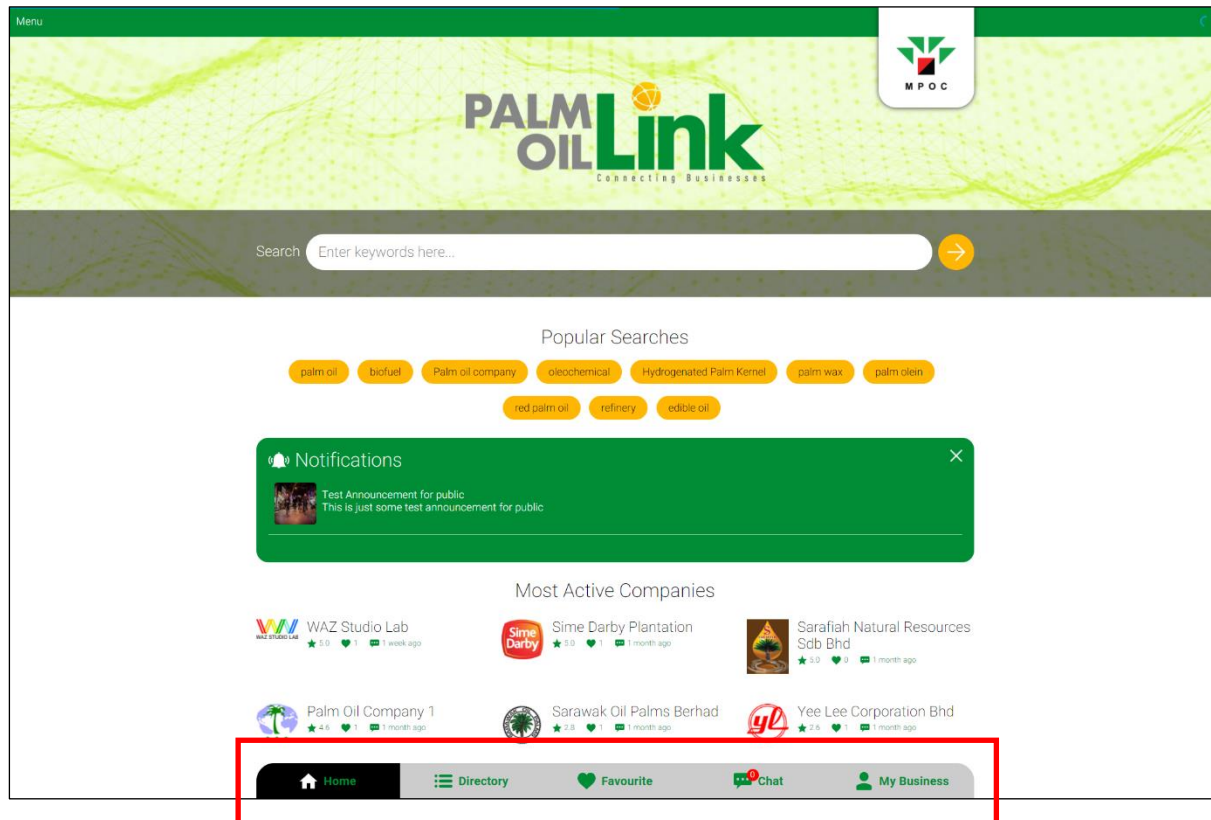 Menu
MPOC
PALM OIL Link
Connecting Businesses
Search Enter keywords here...
Popular Searches
palm oil biofuel Palm oil company oleochemical Hydrogenated Palm Kernel palm wax palm olein
red palm oil refinery edible oil
Notifications
Test Announcement for public
This is just some test announcement for public
Most Active Companies
WAZ STUDIO LAB WAZ Studio Lab Sime Darby Sime Darby Plantation Sarafiah Natural Resources
Sdb Bhd
5.0 1 1 week ago 5.0 1 1 month ago 5.0 0 1 month ago
Palm Oil Company 1 Sarawak Oil Palms Berhad yl Yee Lee Corporation Bhd
4.6 1 1 month ago 2.8 1 1 month ago 2.6 1 1 month ago
Home Directory Favourite 0 Chat My Business